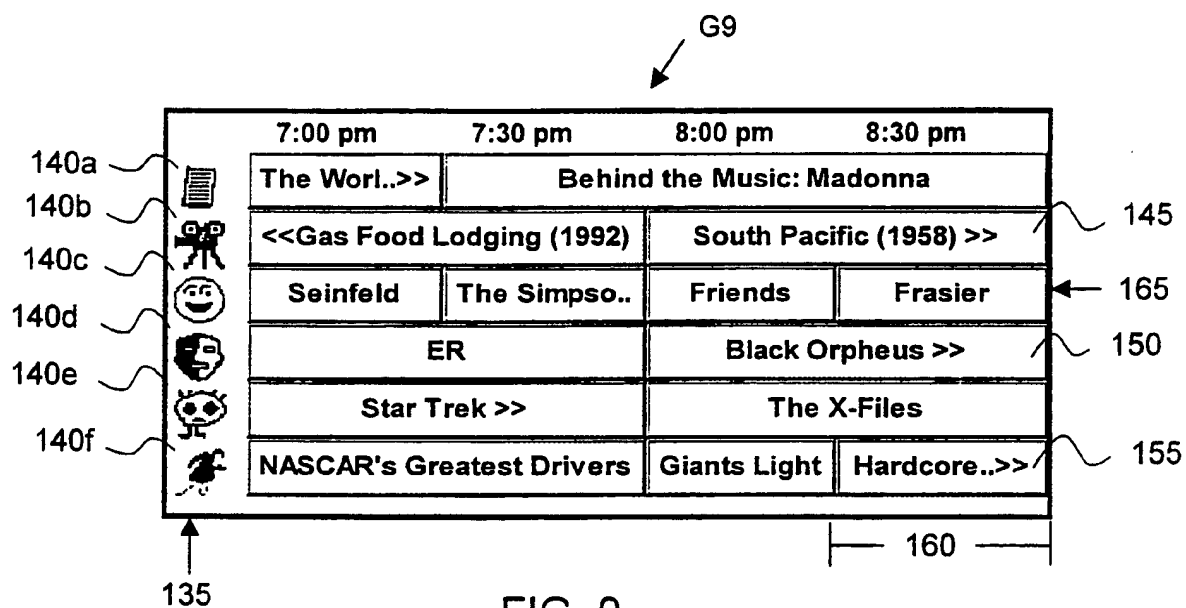 G9
7:00 pm 7:30 pm 8:00 pm 8:30 pm
140a The Worl..>> Behind the Music: Madonna
140b <<Gas Food Lodging (1992) South Pacific (1958) >> 145
140c Seinfeld The Simpso.. Friends Frasier 165
140d ER Black Orpheus >> 150
140e Star Trek >> The X-Files
140f NASCAR's Greatest Drivers Giants Light Hardcore..>> 155
160
135